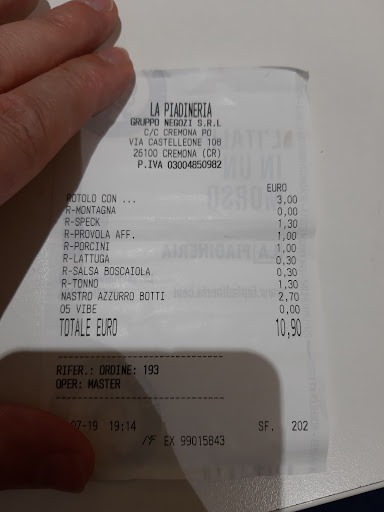 LA PIADINERIA
GRUPPO NEGOZI S.R.L
C/C CREMONA PO
VIA CASTELLEONE 108
26100 CREMONA (CR)
P.IVA 03004850982
EURO
ROTOLO CON ... 3,00
R-MONTAGNA 0,00
R-SPECK 1,30
R-PROVOLA AFF. 1,00
R-PORCINI 1,00
R-LATTUGA 0,30
R-SALSA BOSCAIOLA 0,30
R-TONNO 1,30
NASTRO AZZURRO BOTTI 2,70
05 VIBE 0,00
TOTALE EURO 10,90
RIFER.: ORDINE: 193
OPER: MASTER
07-19 19:14 SF. 202
EX 99015843